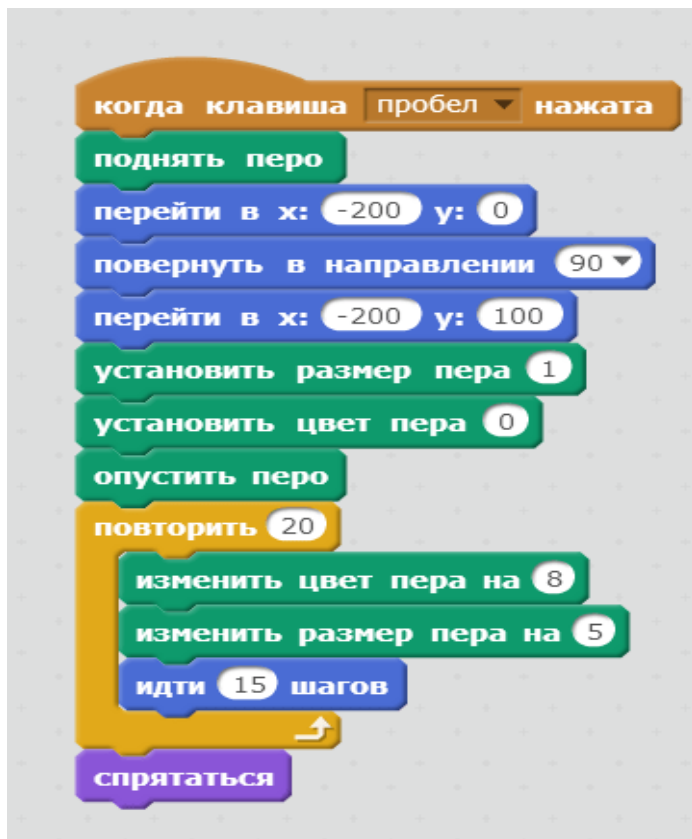 когда клавиша пробел нажата
поднять перо
перейти в x: -200 y: 0
повернуть в направлении 90
перейти в x: -200 y: 100
установить размер пера 1
установить цвет пера 0
опустить перо
повторить 20
изменить цвет пера на 8
изменить размер пера на 5
идти 15 шагов
спрятаться